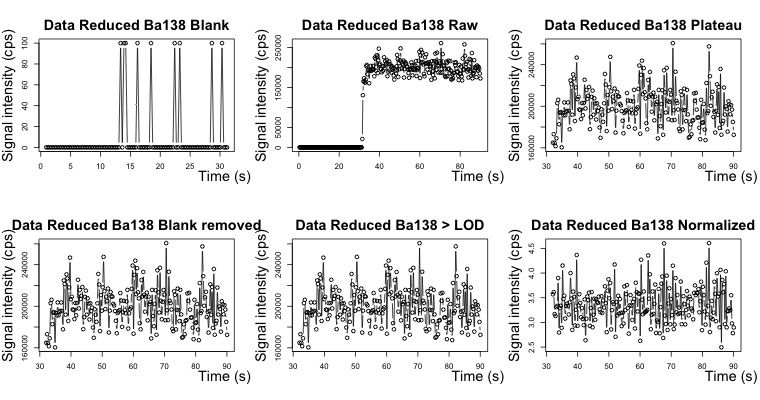 Data Reduced Ba138 Blank
Signal intensity (cps)
0 20 40 60 80 100
0 5 10 15 20 25 30
Time (s)
Data Reduced Ba138 Raw
Signal intensity (cps)
0 50000 150000 250000
0 20 40 60 80
Time (s)
Data Reduced Ba138 Plateau
Signal intensity (cps)
160000 200000 240000
30 40 50 60 70 80 90
Time (s)
Data Reduced Ba138 Blank removed
Signal intensity (cps)
160000 200000 240000
30 40 50 60 70 80 90
Time (s)
Data Reduced Ba138 > LOD
Signal intensity (cps)
160000 200000 240000
30 40 50 60 70 80 90
Time (s)
Data Reduced Ba138 Normalized
Signal intensity (cps)
2.5 3.0 3.5 4.0 4.5
30 40 50 60 70 80 90
Time (s)